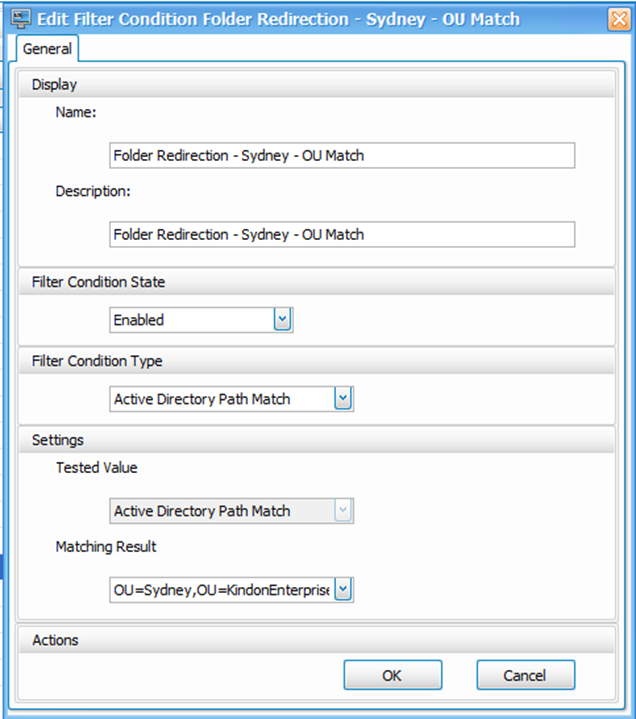 Edit Filter Condition Folder Redirection - Sydney - OU Match
General
Display
Name:
Folder Redirection - Sydney - OU Match
Description:
Folder Redirection - Sydney - OU Match
Filter Condition State
Enabled
Filter Condition Type
Active Directory Path Match
Settings
Tested Value
Active Directory Path Match
Matching Result
OU=Sydney,OU=KindonEnterprise
Actions
OK Cancel